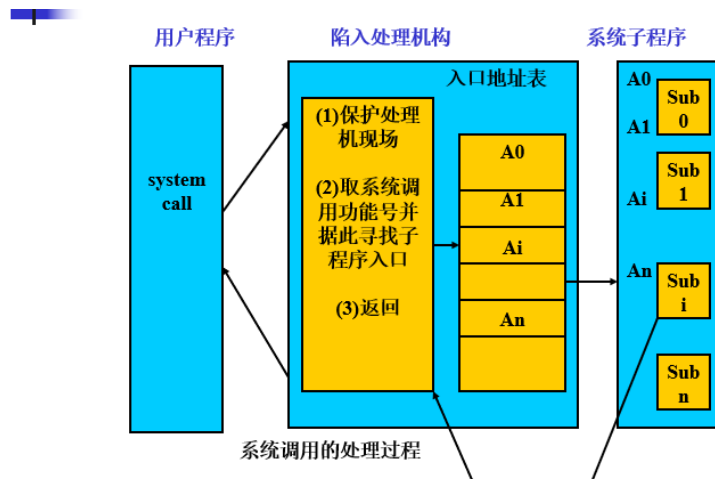 用户程序
陷入处理机构
系统子程序
system
call
入口地址表
(1)保护处理
机现场
(2)取系统调
用功能号并
据此寻找子
程序入口
(3)返回
A0
A1
Ai
An
A0
A1
Ai
An
Sub
0
Sub
1
Sub
i
Sub
n
系统调用的处理过程